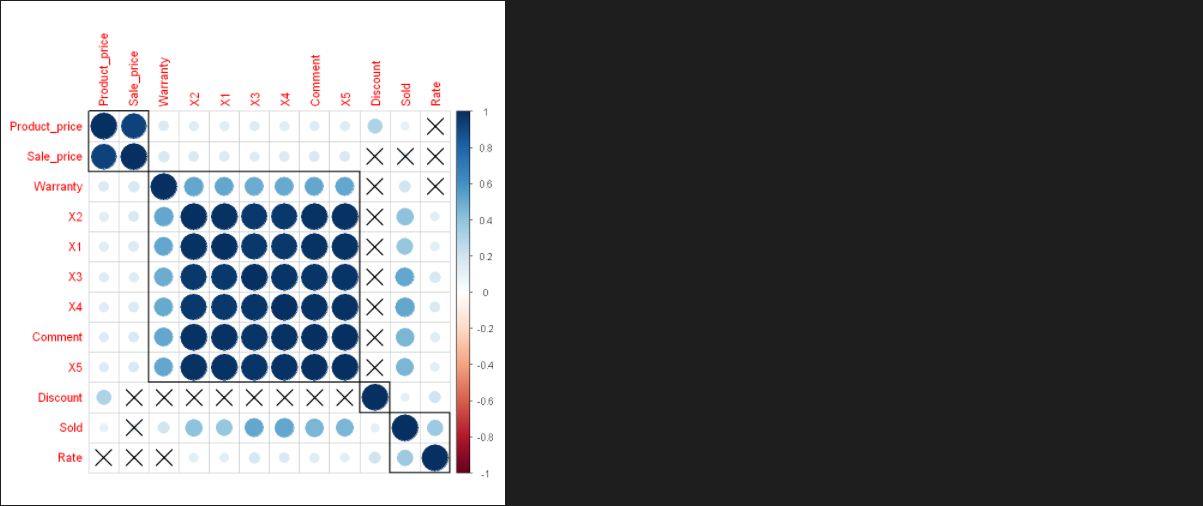 Product_price
Sale_price
Warranty
X2
X1
X3
X4
Comment
X5
Discount
Sold
Rate
Product_price
Sale_price
Warranty
X2
X1
X3
X4
Comment
X5
Discount
Sold
Rate
1
0.8
0.6
0.4
0.2
0
-0.2
-0.4
-0.6
-0.8
-1